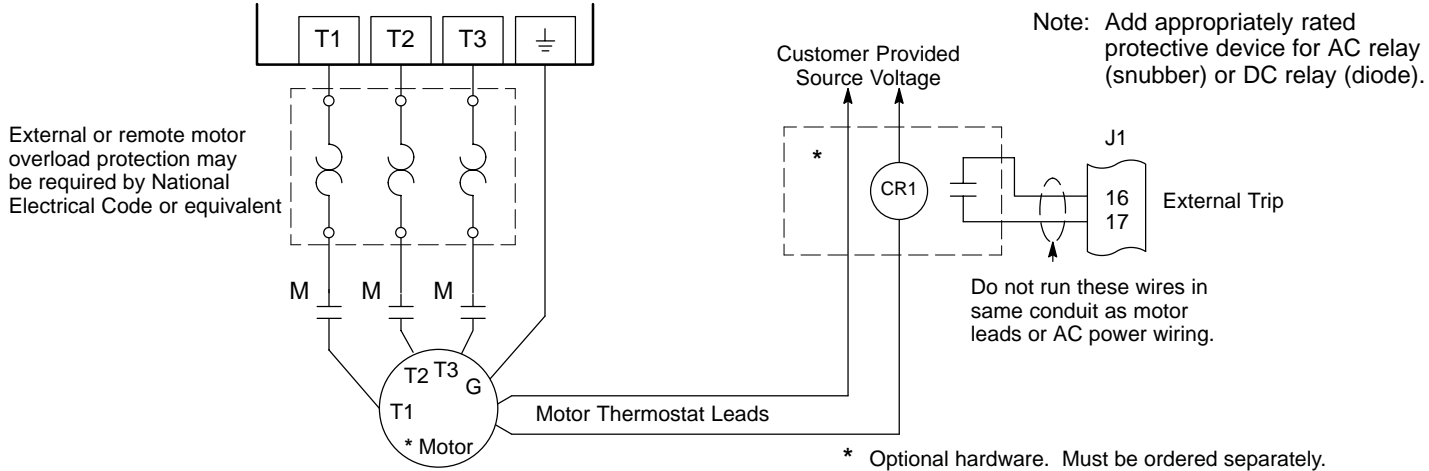 T1 T2 T3
Note: Add appropriately rated
protective device for AC relay
(snubber) or DC relay (diode).
Customer Provided
Source Voltage
External or remote motor
overload protection may
be required by National
Electrical Code or equivalent
*
CR1
J1
16
17
External Trip
Do not run these wires in
same conduit as motor
leads or AC power wiring.
M M M
T2 T3
G
T1
* Motor
Motor Thermostat Leads
* Optional hardware. Must be ordered separately.